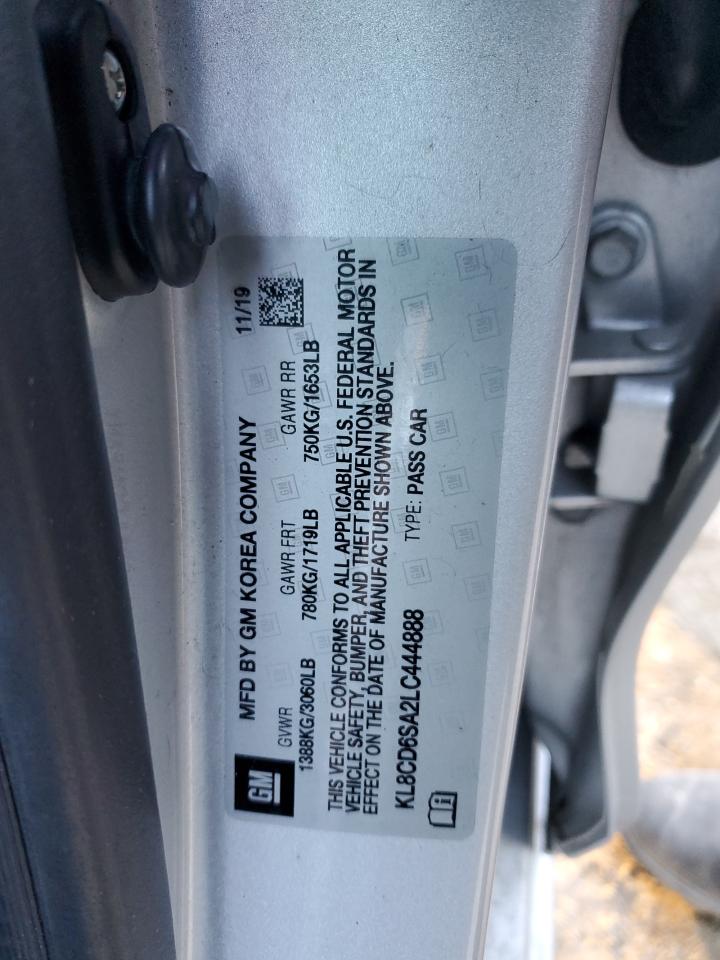 GM
MFD BY GM KOREA COMPANY 11/19
GVWR GAWR FRT GAWR RR
1388KG/3060LB 780KG/1719LB 750KG/1653LB
THIS VEHICLE CONFORMS TO ALL APPLICABLE U.S. FEDERAL MOTOR
VEHICLE SAFETY, BUMPER, AND THEFT PREVENTION STANDARDS IN
EFFECT ON THE DATE OF MANUFACTURE SHOWN ABOVE.
KL8CD6SA2LC444888 TYPE: PASS CAR